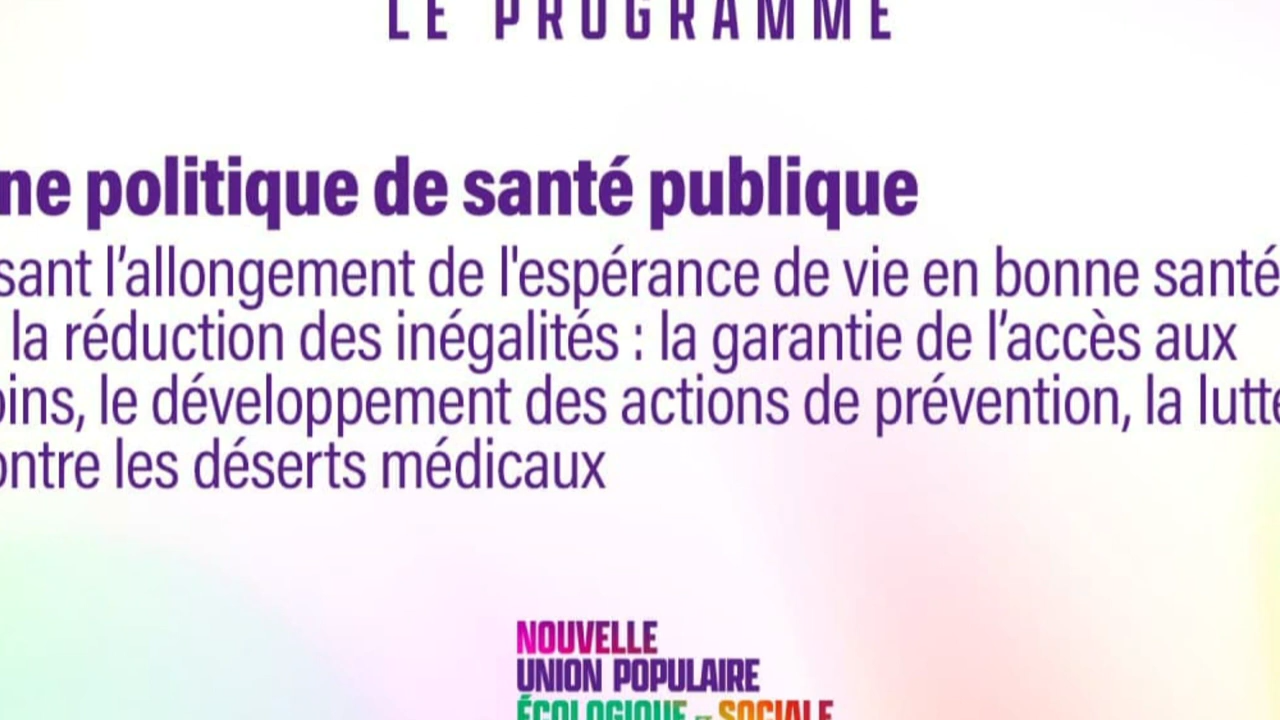 LE PROGRAMME
ne politique de santé publique
sant l’allongement de l'espérance de vie en bonne santé
la réduction des inégalités : la garantie de l’accès aux
oins, le développement des actions de prévention, la lutte
ontre les déserts médicaux
NOUVELLE
UNION POPULAIRE
ÉCOLOGIQUE - SOCIALE